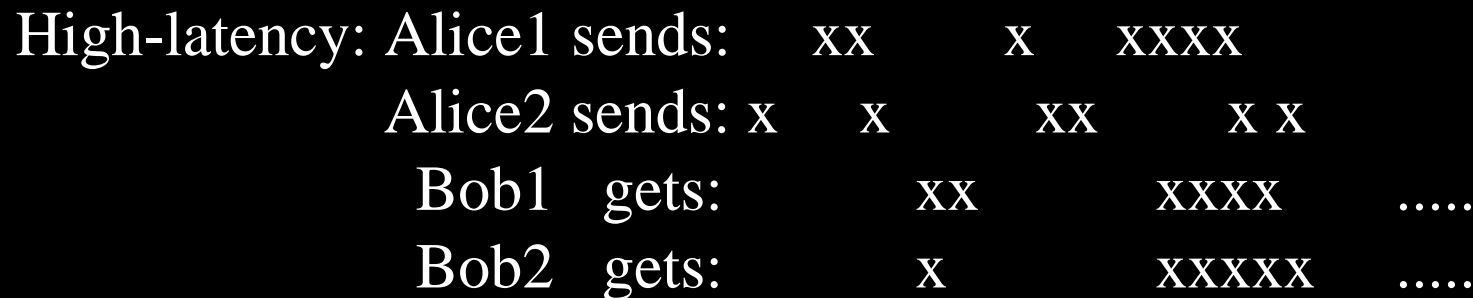 High-latency: Alice1 sends: xx x xxxx
Alice2 sends: x x xx x x
Bob1 gets: xx xxxx .....
Bob2 gets: x xxxxx .....